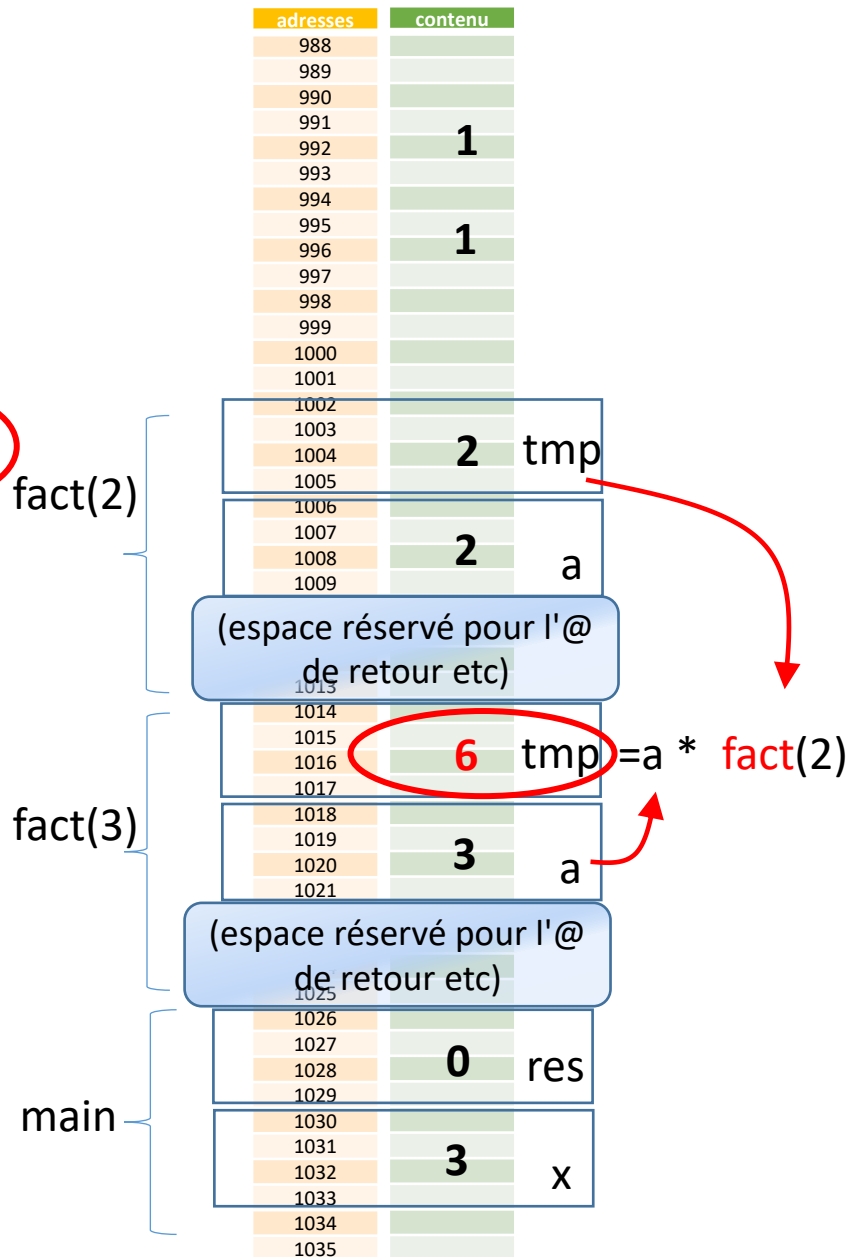 adresses contenu
988
989
990
991
992 1
993
994
995
996 1
997
998
999
1000
1001
1002
1003
1004 2 tmp
1005
fact(2)
1006
1007
1008 2 a
1009
(espace réservé pour l'@
de retour etc)
1013
1014
1015
1016 6 tmp =a * fact(2)
1017
1018
fact(3)
1019
1020 3 a
1021
(espace réservé pour l'@
de retour etc)
1025
1026
1027
1028 0 res
1029
main
1030
1031
1032 3 x
1033
1034
1035